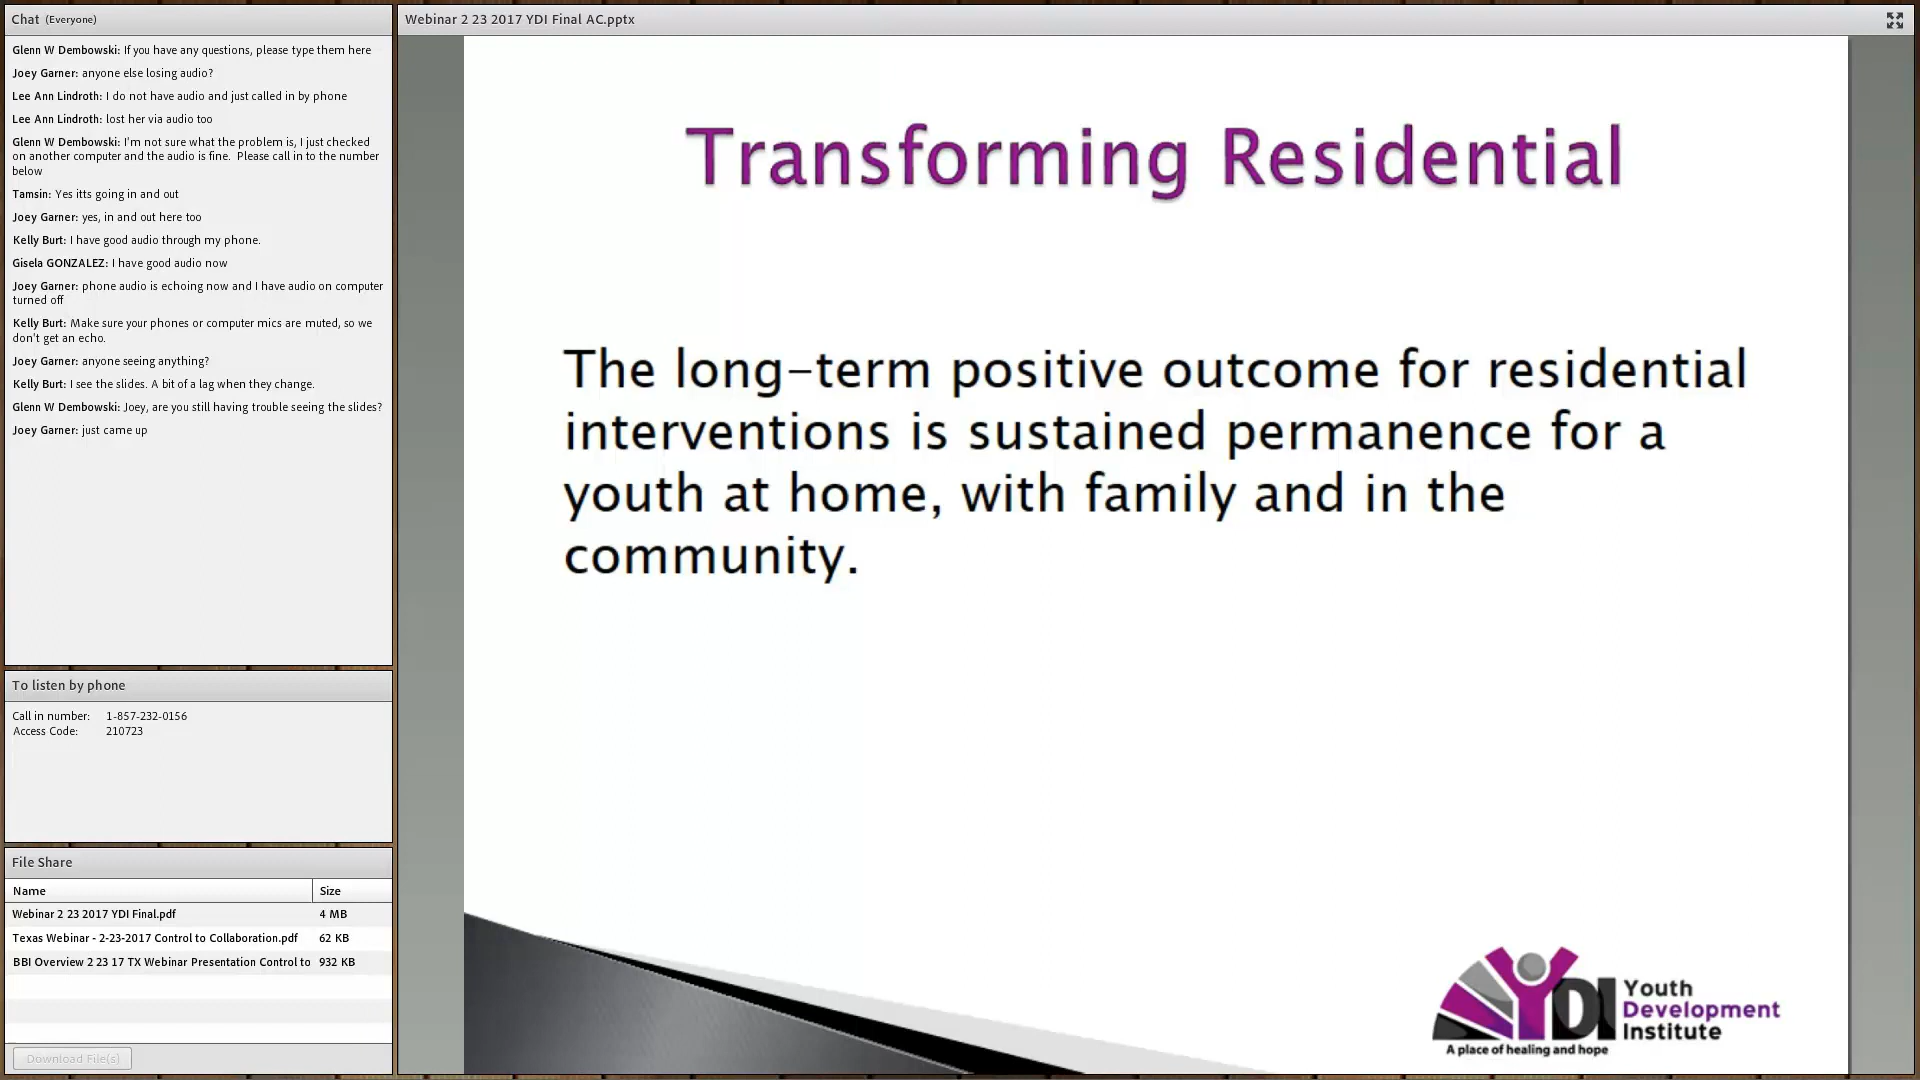 Chat (Everyone)
Glenn W Dembowski: If you have any questions, please type them here
Joey Garner: anyone else losing audio?
Lee Ann Lindroth: I do not have audio and just called in by phone
Lee Ann Lindroth: lost her via audio too
Glenn W Dembowski: I'm not sure what the problem is, I just checked
on another computer and the audio is fine.  Please call in to the number
below
Tamsin: Yes itts going in and out
Joey Garner: yes, in and out here too
Kelly Burt: I have good audio through my phone.
Gisela GONZALEZ: I have good audio now
Joey Garner: phone audio is echoing now and I have audio on computer
turned off
Kelly Burt: Make sure your phones or computer mics are muted, so we
don't get an echo.
Joey Garner: anyone seeing anything?
Kelly Burt: I see the slides. A bit of a lag when they change.
Glenn W Dembowski: Joey, are you still having trouble seeing the slides?
Joey Garner: just came up
To listen by phone
Call in number: 1-857-232-0156
Access Code: 210723
File Share
Name Size
Webinar 2 23 2017 YDI Final.pdf 4 MB
Texas Webinar - 2-23-2017 Control to Collaboration.pdf 62 KB
BBI Overview 2 23 17 TX Webinar Presentation Control to 932 KB
Download File(s)
Webinar 2 23 2017 YDI Final AC.pptx
Transforming Residential
The long-term positive outcome for residential
interventions is sustained permanence for a
youth at home, with family and in the
community.
YDI
Youth
Development
Institute
A place of healing and hope